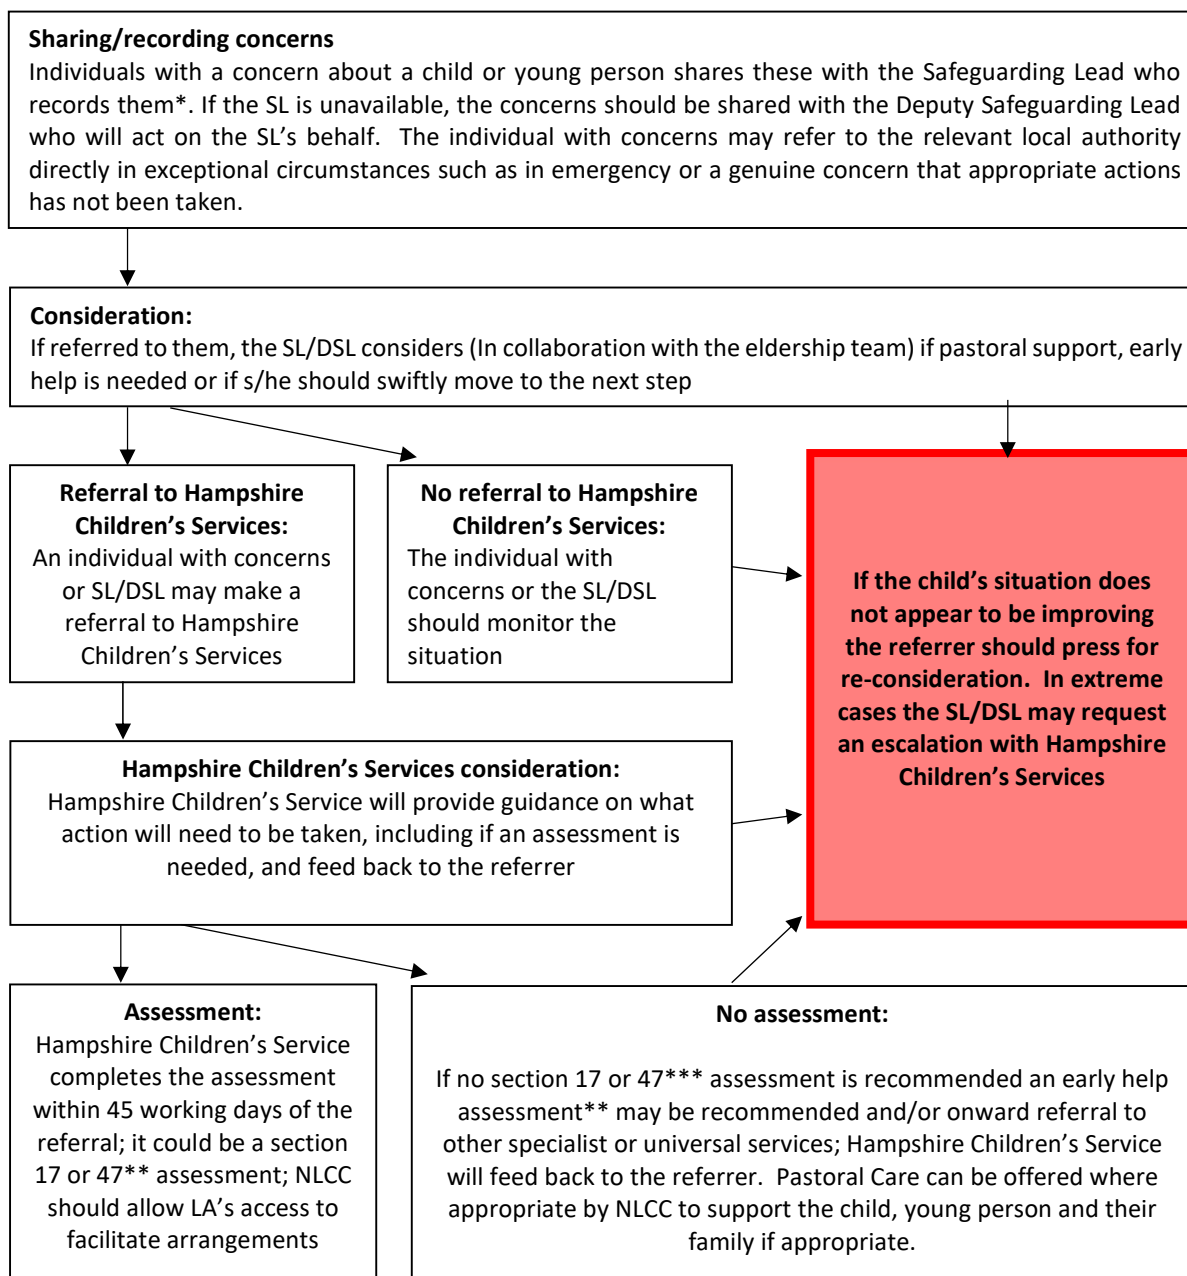 Sharing/recording concerns
Individuals with a concern about a child or young person shares these with the Safeguarding Lead who
records them*. If the SL is unavailable, the concerns should be shared with the Deputy Safeguarding Lead
who will act on the SL’s behalf. The individual with concerns may refer to the relevant local authority
directly in exceptional circumstances such as in emergency or a genuine concern that appropriate actions
has not been taken.
Consideration:
If referred to them, the SL/DSL considers (In collaboration with the eldership team) if pastoral support, early
help is needed or if s/he should swiftly move to the next step
Referral to Hampshire
Children’s Services:
An individual with concerns
or SL/DSL may make a
referral to Hampshire
Children’s Services
No referral to Hampshire
Children’s Services:
The individual with
concerns or the SL/DSL
should monitor the
situation
If the child’s situation does
not appear to be improving
the referrer should press for
re-consideration. In extreme
cases the SL/DSL may request
an escalation with Hampshire
Children’s Services
Hampshire Children’s Services consideration:
Hampshire Children’s Service will provide guidance on what
action will need to be taken, including if an assessment is
needed, and feed back to the referrer
Assessment:
Hampshire Children’s Service
completes the assessment
within 45 working days of the
referral; it could be a section
17 or 47** assessment; NLCC
should allow LA’s access to
facilitate arrangements
No assessment:
If no section 17 or 47*** assessment is recommended an early help
assessment** may be recommended and/or onward referral to
other specialist or universal services; Hampshire Children’s Service
will feed back to the referrer. Pastoral Care can be offered where
appropriate by NLCC to support the child, young person and their
family if appropriate.